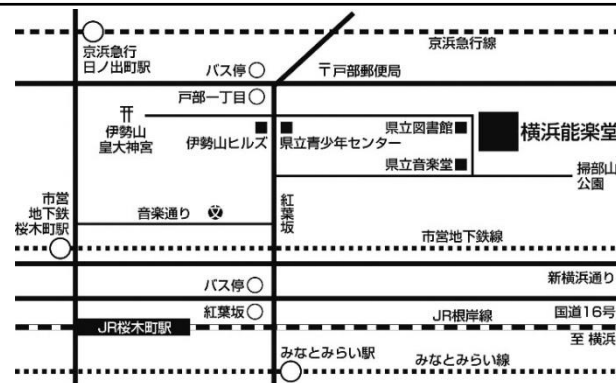 京浜急行線
京浜急行
日ノ出町駅
バス停
〒戸部郵便局
戸部一丁目
伊勢山
皇大神宮
伊勢山ヒルズ
県立青少年センター
県立図書館
横浜能楽堂
県立音楽堂
掃部山
公園
市営
地下鉄
桜木町駅
音楽通り
紅葉坂
市営地下鉄線
新横浜通り
バス停
紅葉坂
JR根岸線
国道16号
JR桜木町駅
至 横浜
みなとみらい駅
みなとみらい線